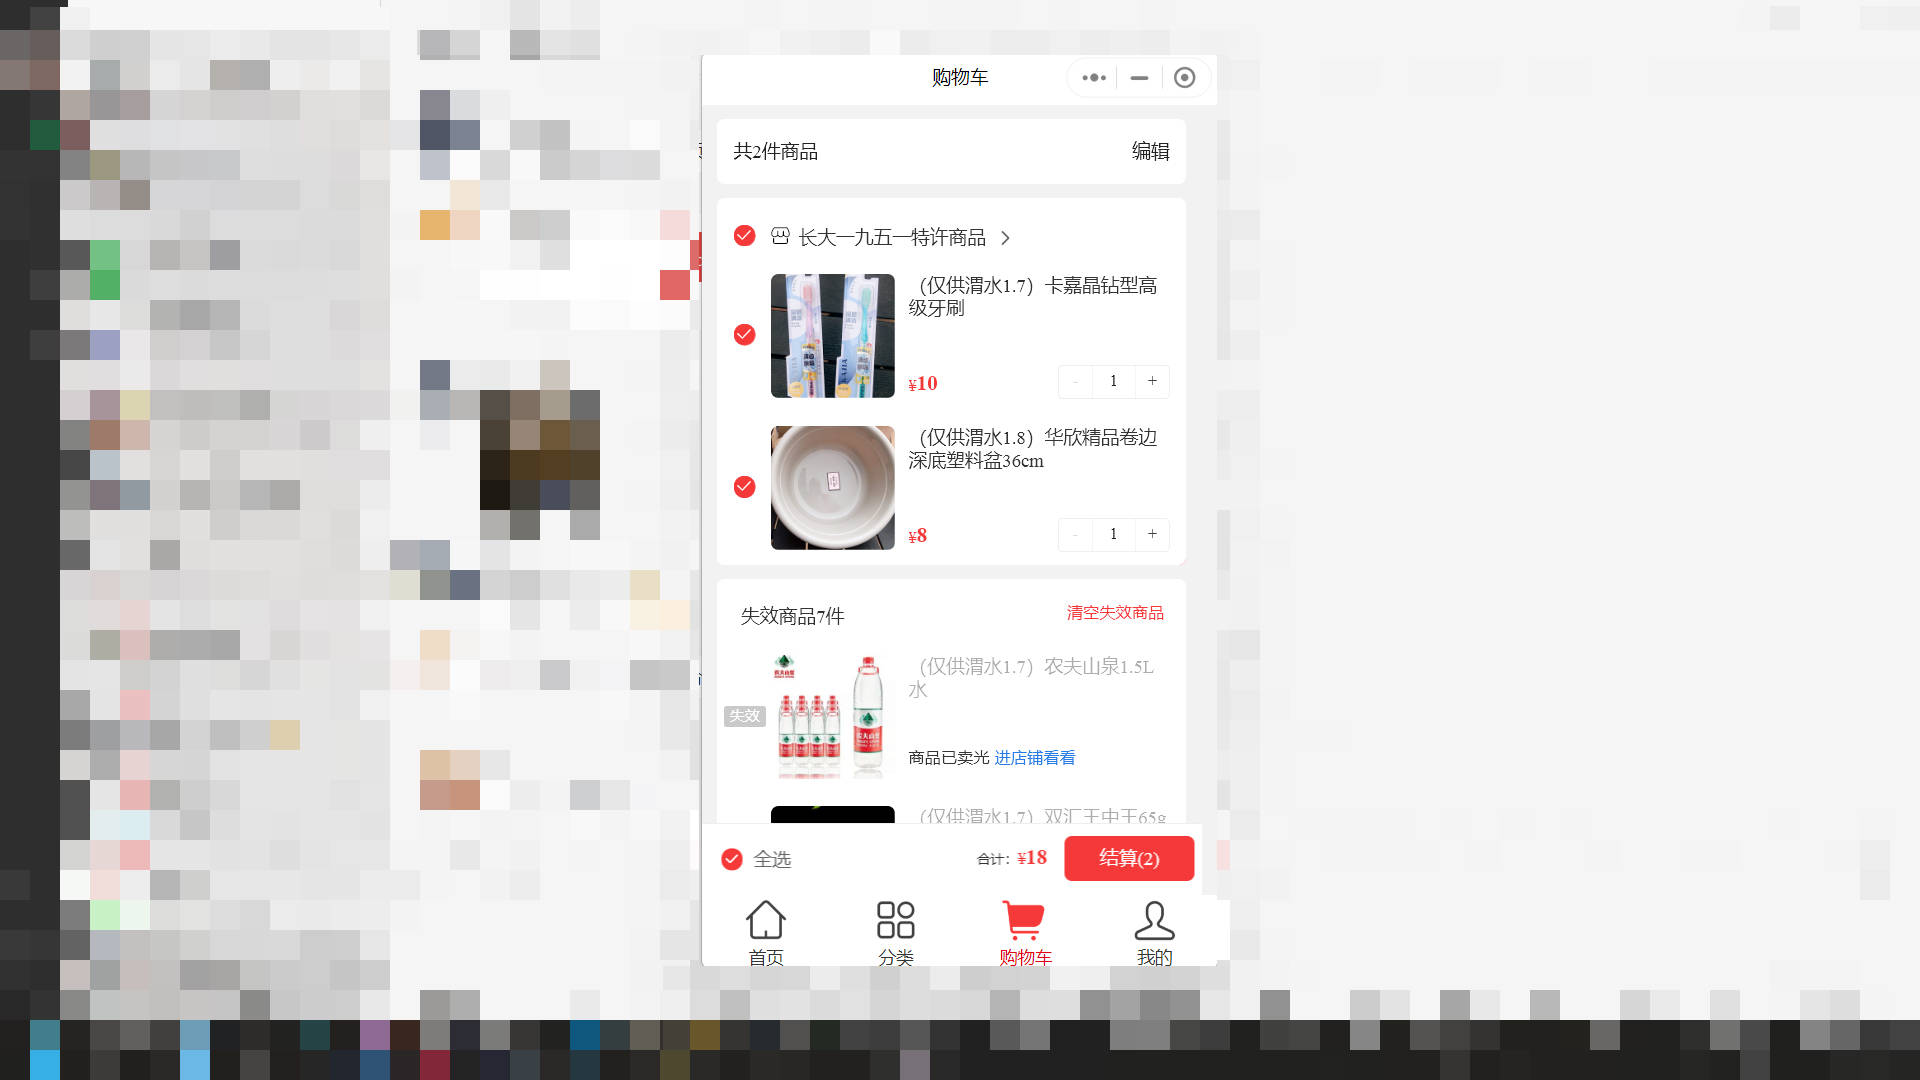 购物车
共2件商品
编辑
长大一九五一特许商品
（仅供渭水1.7）卡嘉晶钻型高
级牙刷
¥10
- 1 +
（仅供渭水1.8）华欣精品卷边
深底塑料盆36cm
¥8
- 1 +
失效商品7件
清空失效商品
失效
（仅供渭水1.7）农夫山泉1.5L
水
商品已卖光 进店铺看看
（仅供渭水1.7）双汇王中王65g
全选
合计：¥18
结算(2)
首页
分类
购物车
我的